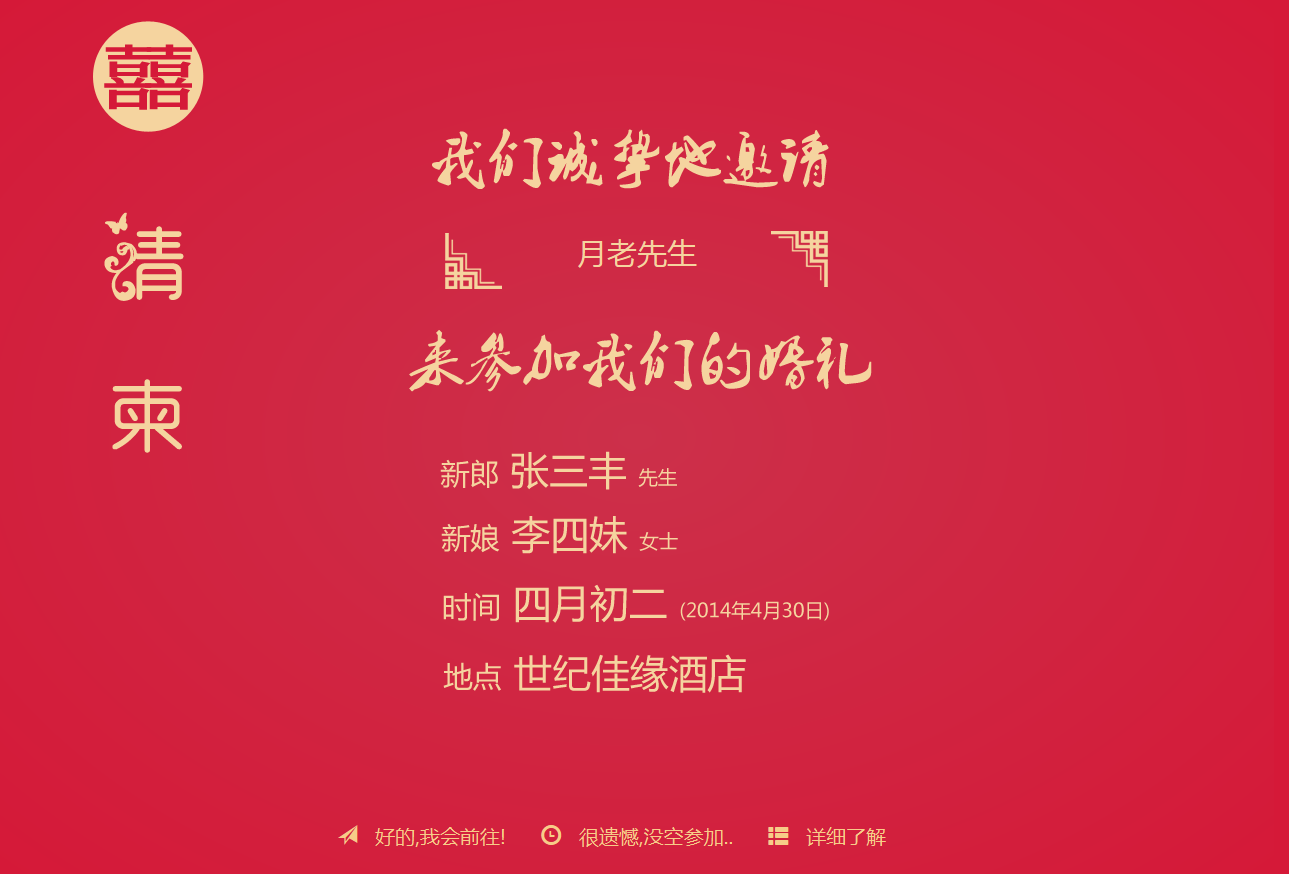 囍
请
柬
我们诚挚地邀请
月老先生
来参加我们的婚礼
新郎 张三丰 先生
新娘 李四妹 女士
时间 四月初二 (2014年4月30日)
地点 世纪佳缘酒店
好的,我会前往! 很遗憾,没空参加.. 详细了解